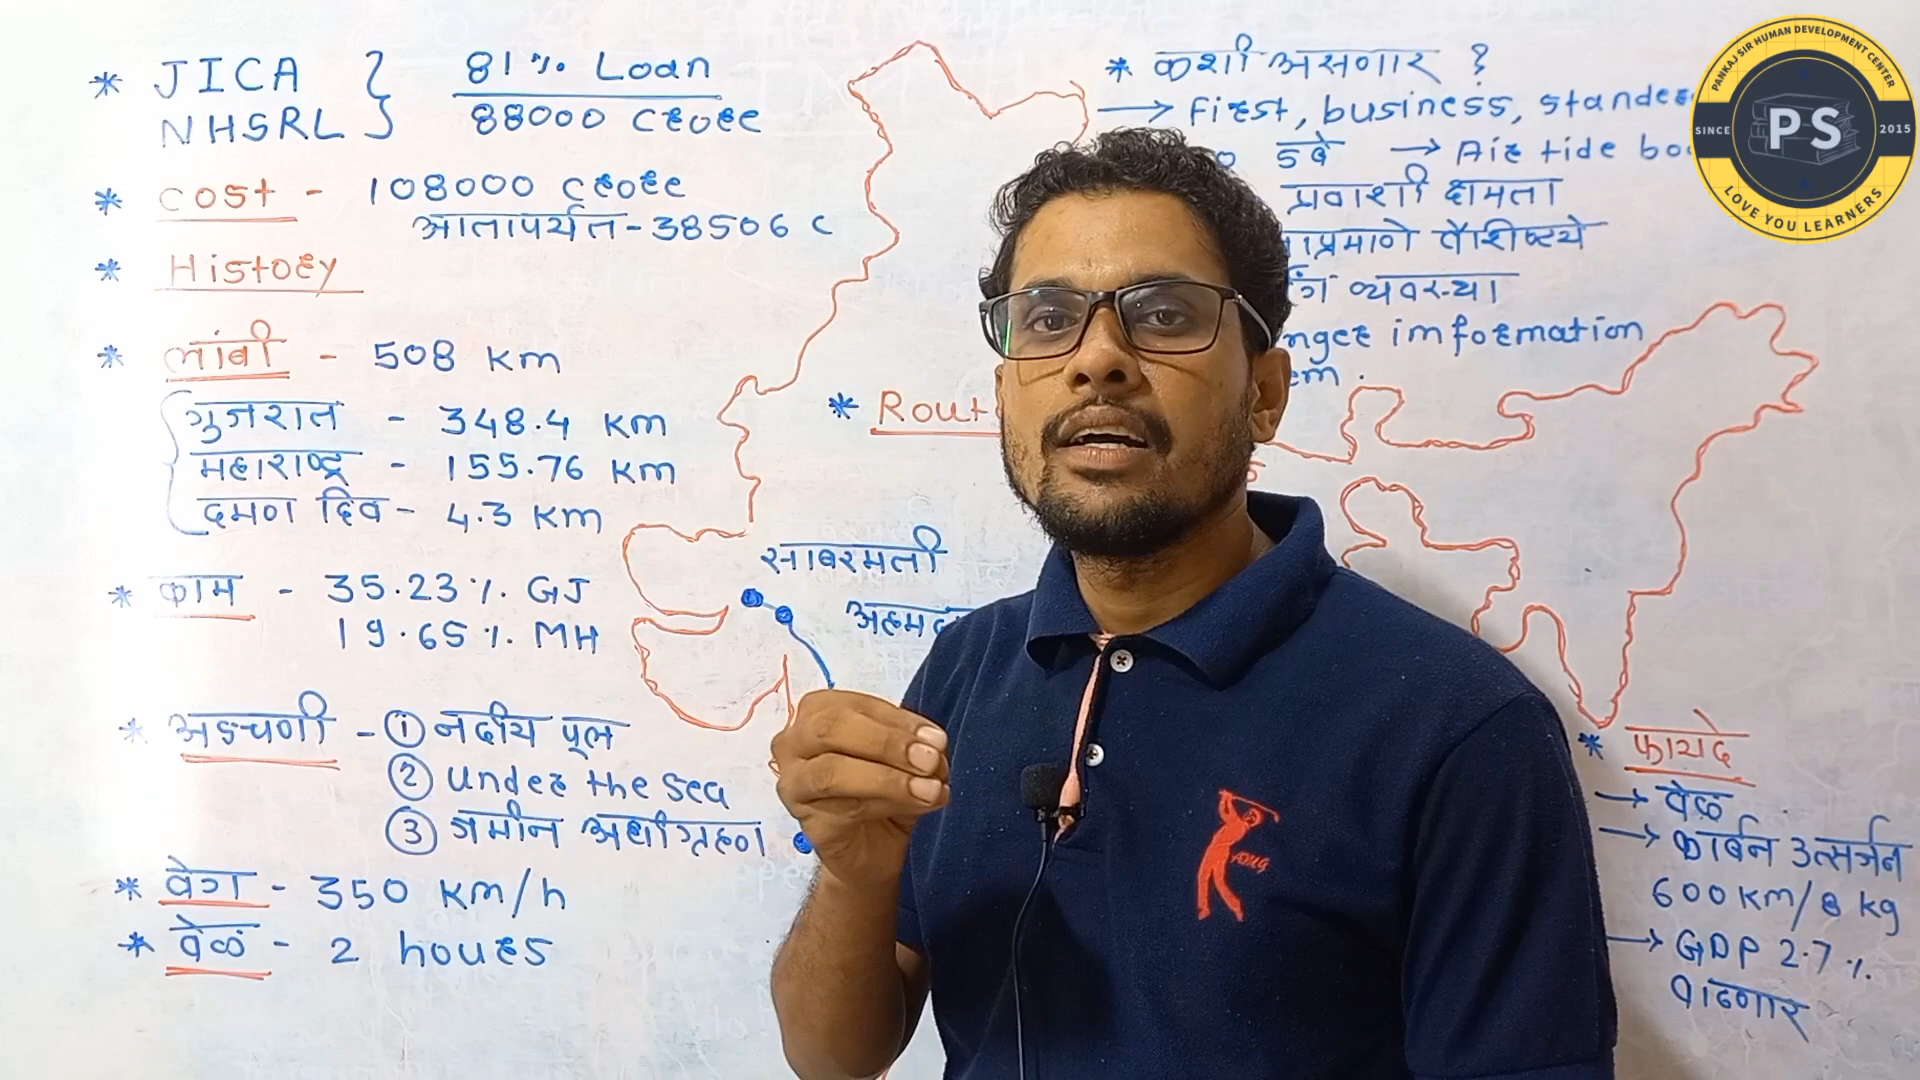 * JICA } 81% Loan
NHSRL 88000 crore
* cost - 108000 crore
आतापर्यत - 38506 c
* History
* लांबी - 508 km
गुजरात - 348.4 km
महाराष्ट्र - 155.76 km
दमण दिव - 4.3 km
* काम - 35.23 %. GJ
19.65 %. MH
* अडचणी - ① नदीय पूल
② under the sea
③ जमीन अधीग्रहण
* वेग - 350 km/h
* वेळ - 2 hours
* कशी असणार ?
→ First, business,
डबे → Air tide
प्रवाशी क्षमता
वैशिष्ट्ये
व्यवस्था
information
* Rout
साबरमती
* फायदे
→ वेळ
→ कार्बन उत्सर्जन
600 km/8 kg
→ GDP 2.7 %.
वाढणार
ADMG
PANKAJ SIR HUMAN DEVELOPMENT CENTER
SINCE PS 2015
LOVE YOU LEARNERS